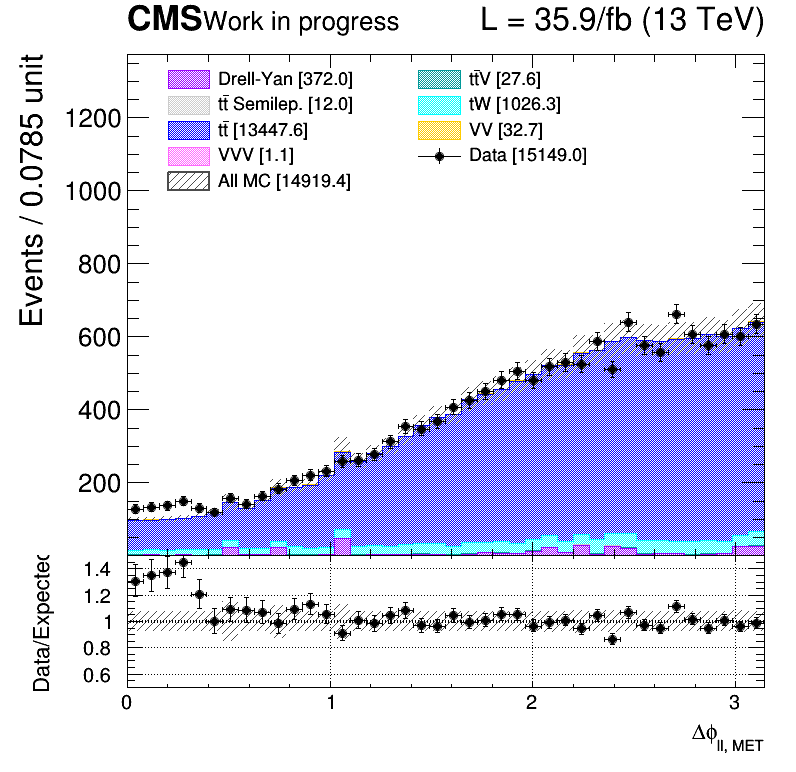 CMS Work in progress L = 35.9/fb (13 TeV)
Events / 0.0785 unit
1200
1000
800
600
400
200
Drell-Yan [372.0]
tt̄ Semilep. [12.0]
tt̄ [13447.6]
VVV [1.1]
All MC [14919.4]
tt̄V [27.6]
tW [1026.3]
VV [32.7]
Data [15149.0]
Data/Expected
1.4
1.2
1
0.8
0.6
0 1 2 3
Δϕll, MET